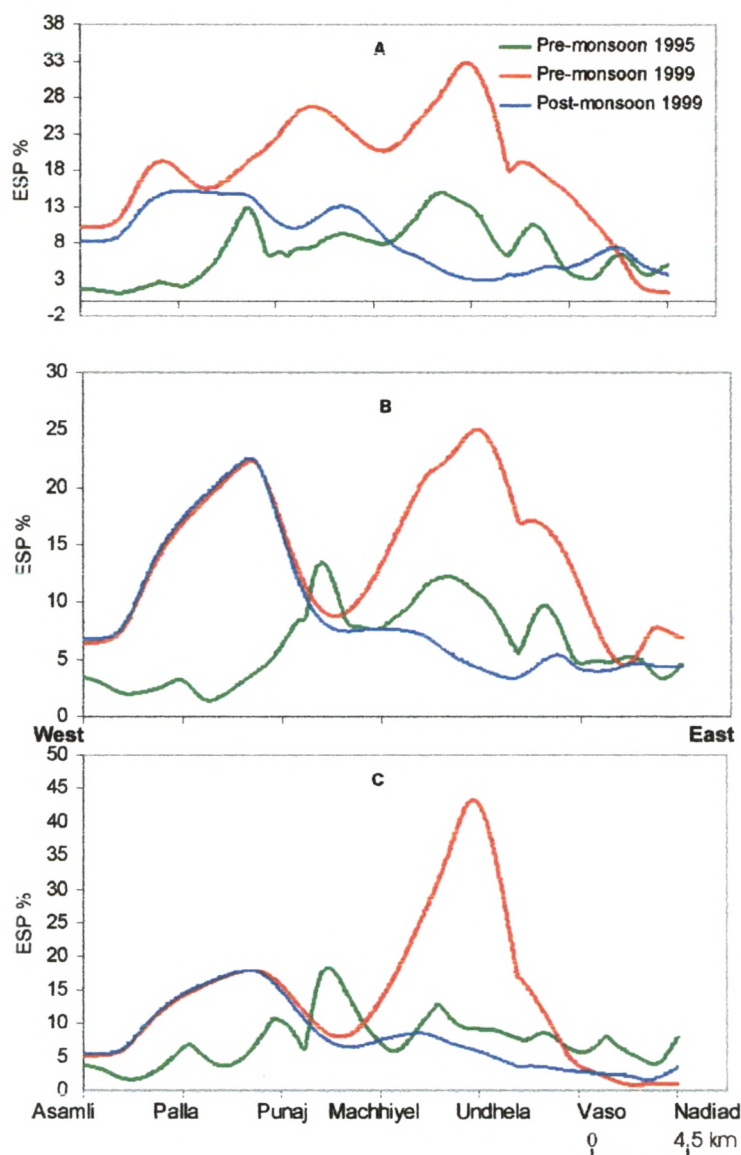 38
33
28
23
18
13
8
3
-2
ESP %
A
Pre-monsoon 1995
Pre-monsoon 1999
Post-monsoon 1999
30
25
20
15
10
5
0
ESP %
B
West East
50
45
40
35
30
25
20
15
10
5
0
ESP %
C
Asamli Palla Punaj Machhiyel Undhela Vaso Nadiad
0 4,5 km